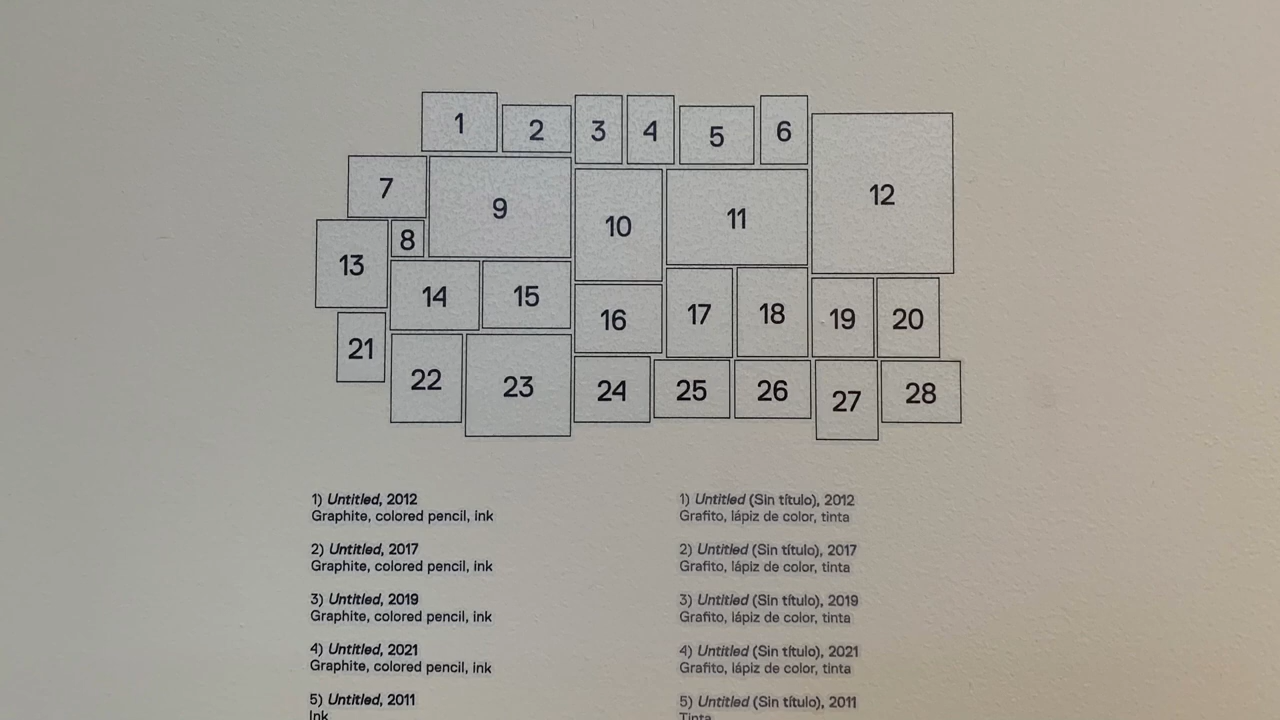 1 2 3 4 5 6
7 9 10 11 12
8
13 14 15 16 17 18 19 20
21 22 23 24 25 26 27 28
1) Untitled, 2012
Graphite, colored pencil, ink
2) Untitled, 2017
Graphite, colored pencil, ink
3) Untitled, 2019
Graphite, colored pencil, ink
4) Untitled, 2021
Graphite, colored pencil, ink
5) Untitled, 2011
Ink
1) Untitled (Sin título), 2012
Grafito, lápiz de color, tinta
2) Untitled (Sin título), 2017
Grafito, lápiz de color, tinta
3) Untitled (Sin título), 2019
Grafito, lápiz de color, tinta
4) Untitled (Sin título), 2021
Grafito, lápiz de color, tinta
5) Untitled (Sin título), 2011
Tinta